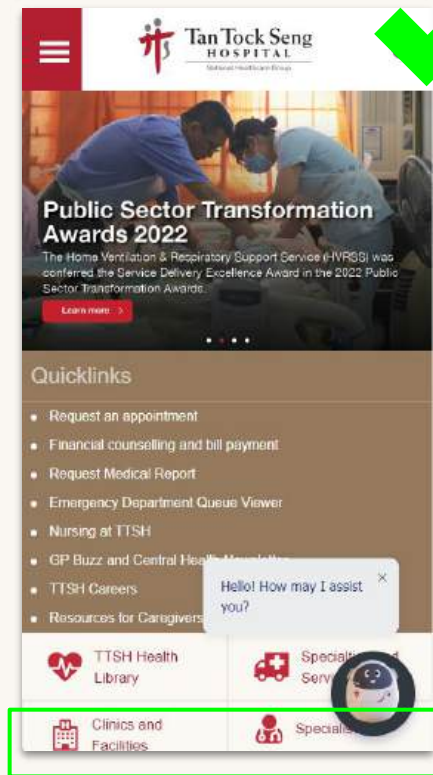 Tan Tock Seng
HOSPITAL
National Healthcare Group
Public Sector Transformation
Awards 2022
The Home Ventilation & Respiratory Support Service (HVRSS) was
conferred the Service Delivery Excellence Award in the 2022 Public
Sector Transformation Awards.
Learn more >
Quicklinks
Request an appointment
Financial counselling and bill payment
Request Medical Report
Emergency Department Queue Viewer
Nursing at TTSH
GP Buzz and Central Health
TTSH Careers
Resources for Caregivers
Hello! How may I assist
you?
TTSH Health
Library
Clinics and
Facilities